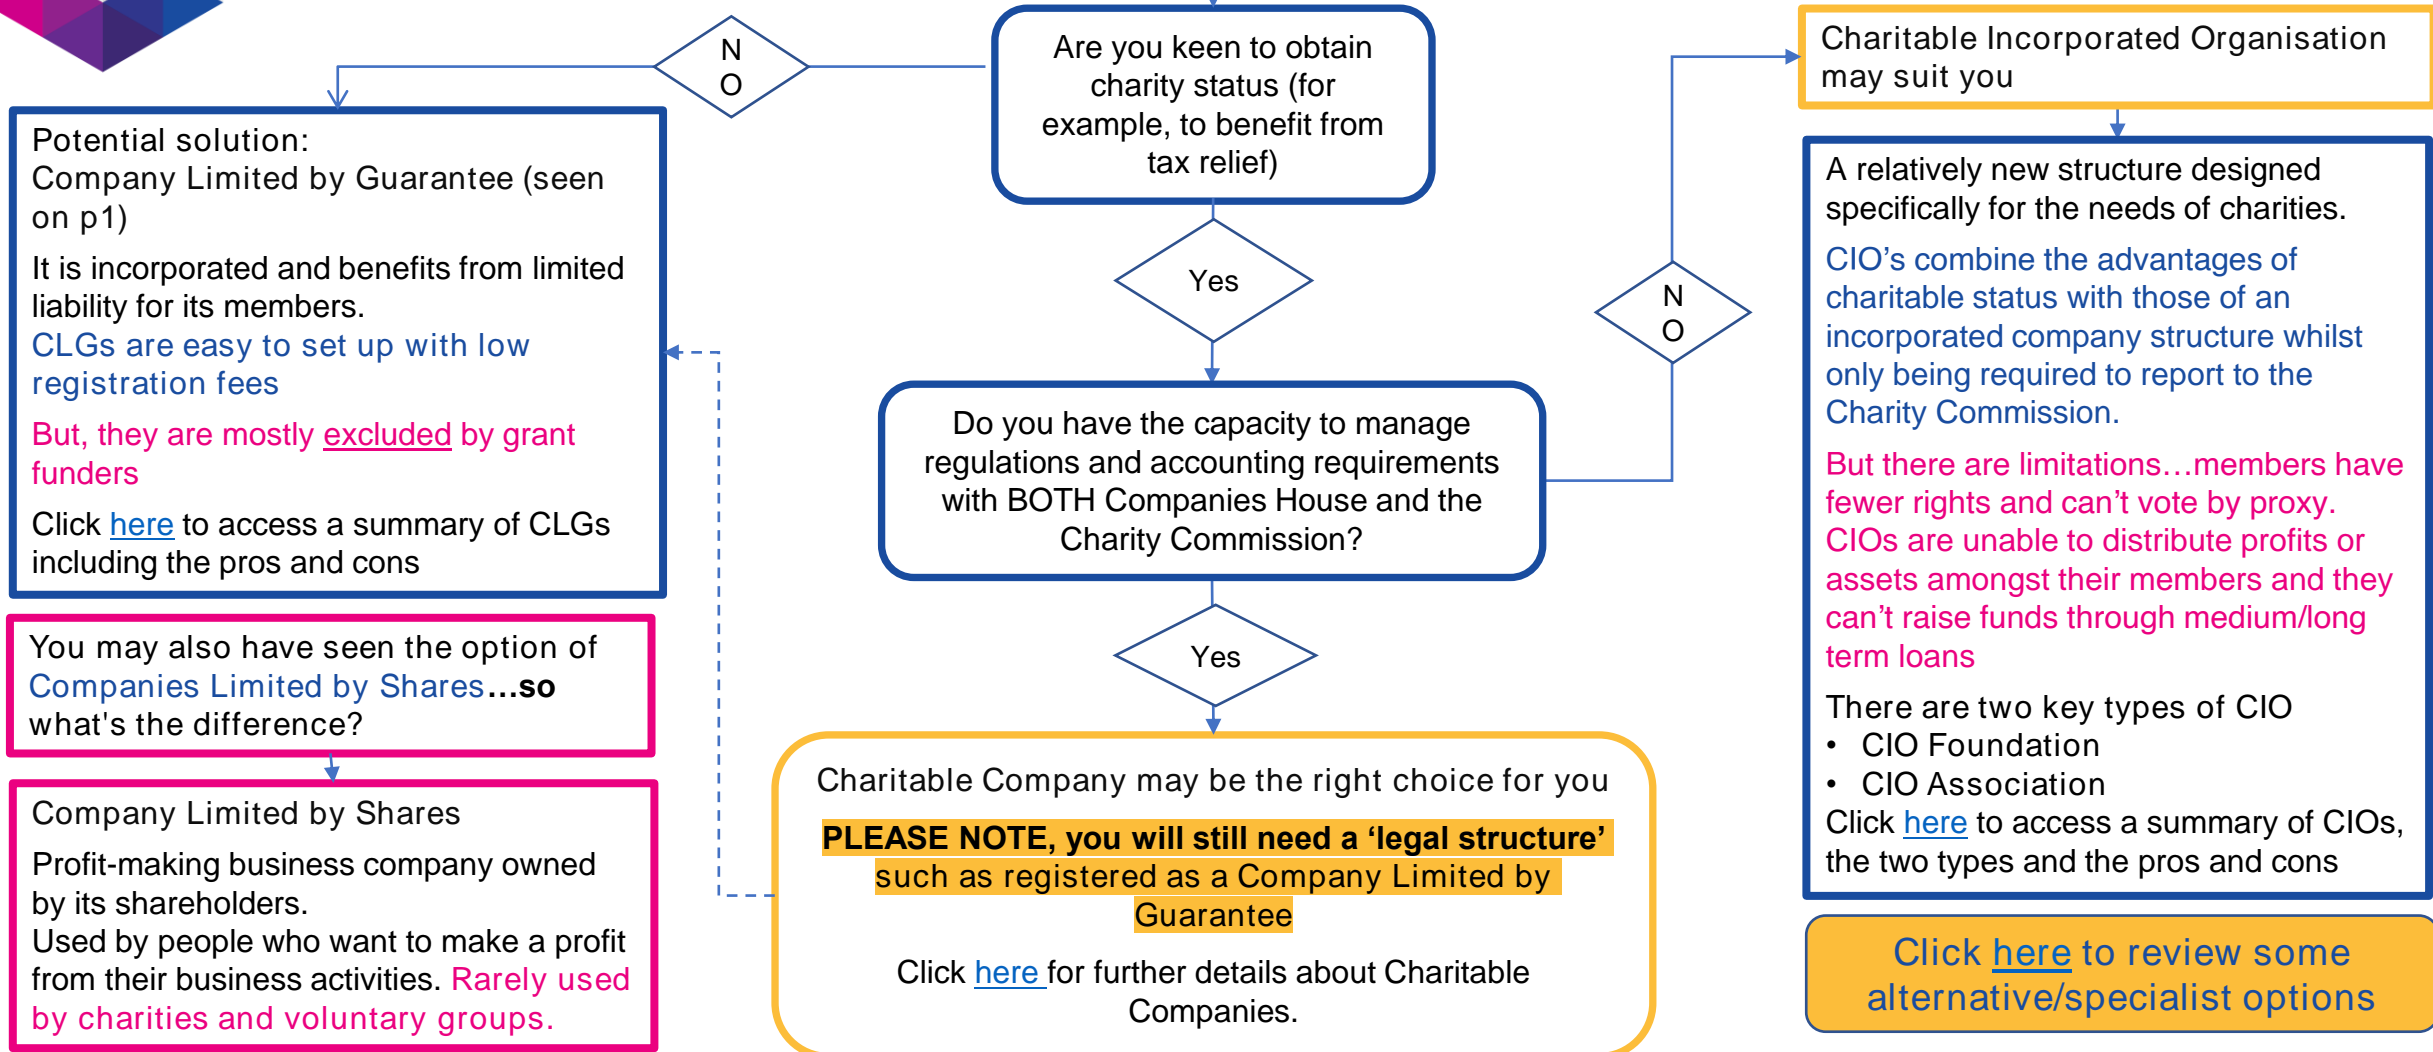 Are you keen to obtain
charity status (for
example, to benefit from
tax relief)
N
O
Potential solution:
Company Limited by Guarantee (seen
on p1)
It is incorporated and benefits from limited
liability for its members.
CLGs are easy to set up with low
registration fees
But, they are mostly excluded by grant
funders
Click here to access a summary of CLGs
including the pros and cons
You may also have seen the option of
Companies Limited by Shares…so
what's the difference?
Company Limited by Shares
Profit-making business company owned
by its shareholders.
Used by people who want to make a profit
from their business activities. Rarely used
by charities and voluntary groups.
Yes
Do you have the capacity to manage
regulations and accounting requirements
with BOTH Companies House and the
Charity Commission?
Yes
Charitable Company may be the right choice for you
PLEASE NOTE, you will still need a ‘legal structure’
such as registered as a Company Limited by
Guarantee
Click here for further details about Charitable
Companies.
N
O
Charitable Incorporated Organisation
may suit you
A relatively new structure designed
specifically for the needs of charities.
CIO’s combine the advantages of
charitable status with those of an
incorporated company structure whilst
only being required to report to the
Charity Commission.
But there are limitations…members have
fewer rights and can’t vote by proxy.
CIOs are unable to distribute profits or
assets amongst their members and they
can’t raise funds through medium/long
term loans
There are two key types of CIO
• CIO Foundation
• CIO Association
Click here to access a summary of CIOs,
the two types and the pros and cons
Click here to review some
alternative/specialist options